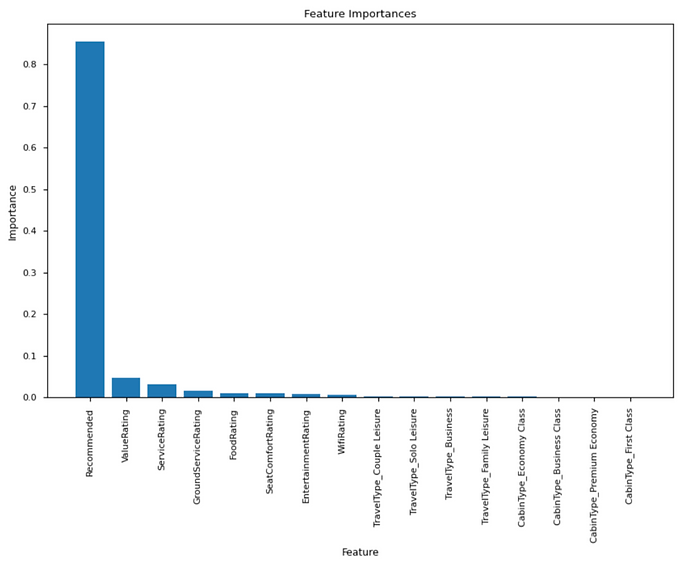 Feature Importances
Importance
0.8
0.7
0.6
0.5
0.4
0.3
0.2
0.1
0.0
Recommended
ValueRating
ServiceRating
GroundServiceRating
FoodRating
SeatComfortRating
EntertainmentRating
WifiRating
TravelType_Couple Leisure
TravelType_Solo Leisure
TravelType_Business
TravelType_Family Leisure
CabinType_Economy Class
CabinType_Business Class
CabinType_Premium Economy
CabinType_First Class
Feature